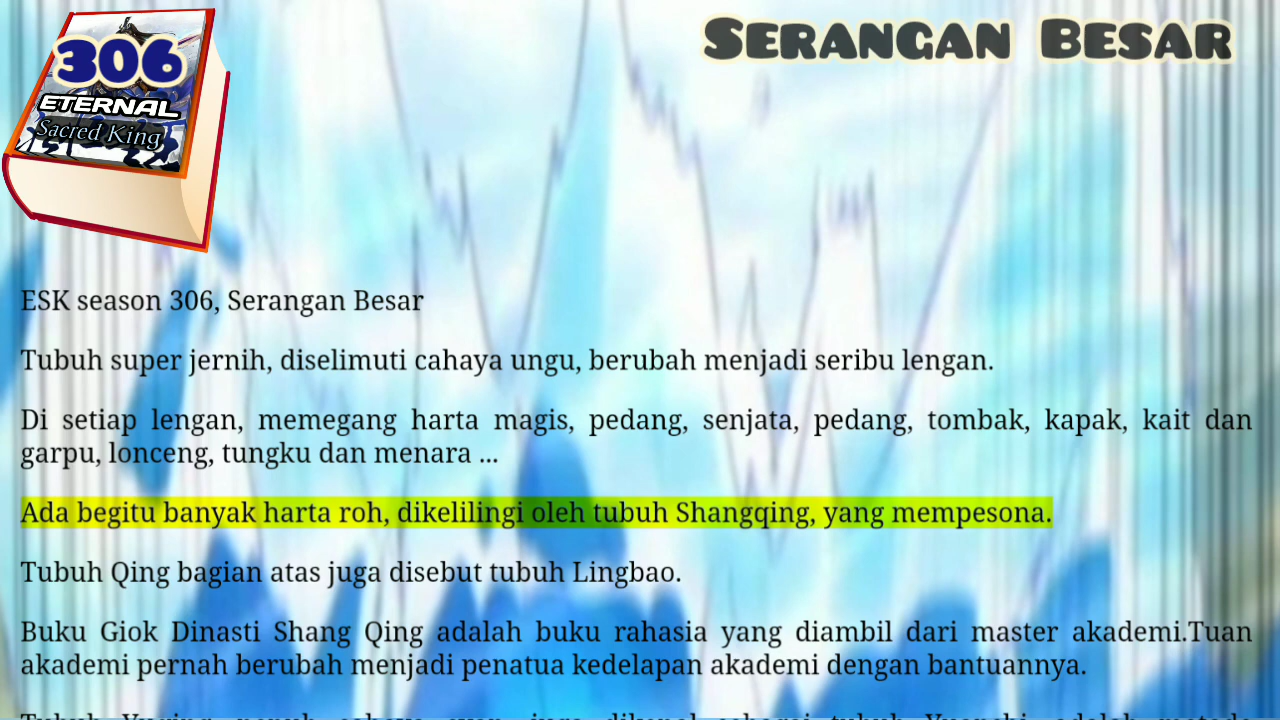 306
ETERNAL
Sacred King
SERANGAN BESAR
ESK season 306, Serangan Besar
Tubuh super jernih, diselimuti cahaya ungu, berubah menjadi seribu lengan.
Di setiap lengan, memegang harta magis, pedang, senjata, pedang, tombak, kapak, kait dan
garpu, lonceng, tungku dan menara ...
Ada begitu banyak harta roh, dikelilingi oleh tubuh Shangqing, yang mempesona.
Tubuh Qing bagian atas juga disebut tubuh Lingbao.
Buku Giok Dinasti Shang Qing adalah buku rahasia yang diambil dari master akademi.Tuan
akademi pernah berubah menjadi penatua kedelapan akademi dengan bantuannya.